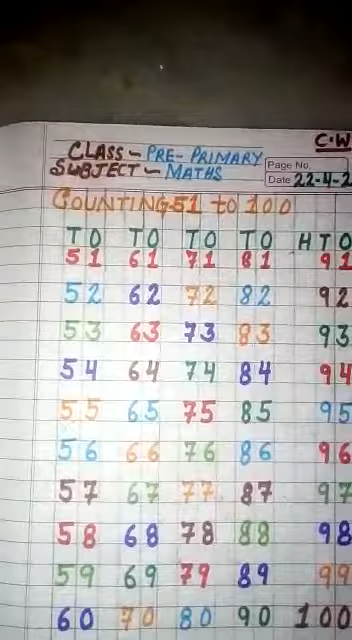 C.W
CLASS - PRE-PRIMARY
Page No.
SUBJECT - MATHS
Date 22-4-2
COUNTING 51 to 100
T O T O T O T O H T O
51 61 71 81 91
52 62 72 82 92
53 63 73 83 93
54 64 74 84 94
55 65 75 85 95
56 66 76 86 96
57 67 77 87 97
58 68 78 88 98
59 69 79 89 99
60 70 80 90 100